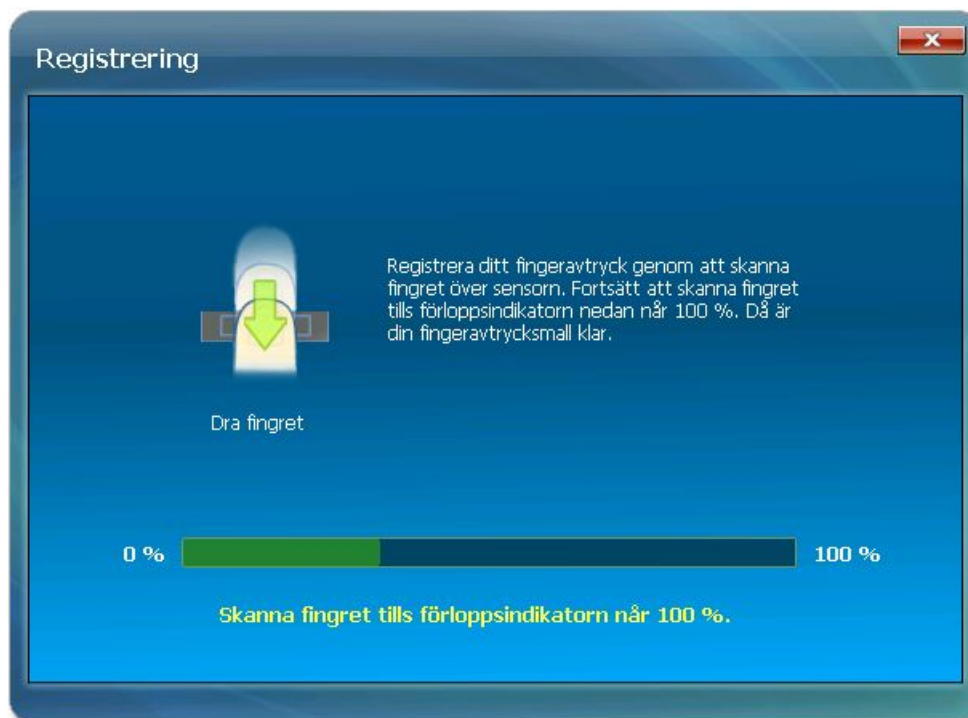 Registrering
Registrera ditt fingeravtryck genom att skanna
fingret över sensorn. Fortsätt att skanna fingret
tills förloppsindikatorn nedan når 100 %. Då är
din fingeravtrycksmall klar.
Dra fingret
0 % 100 %
Skanna fingret tills förloppsindikatorn når 100 %.